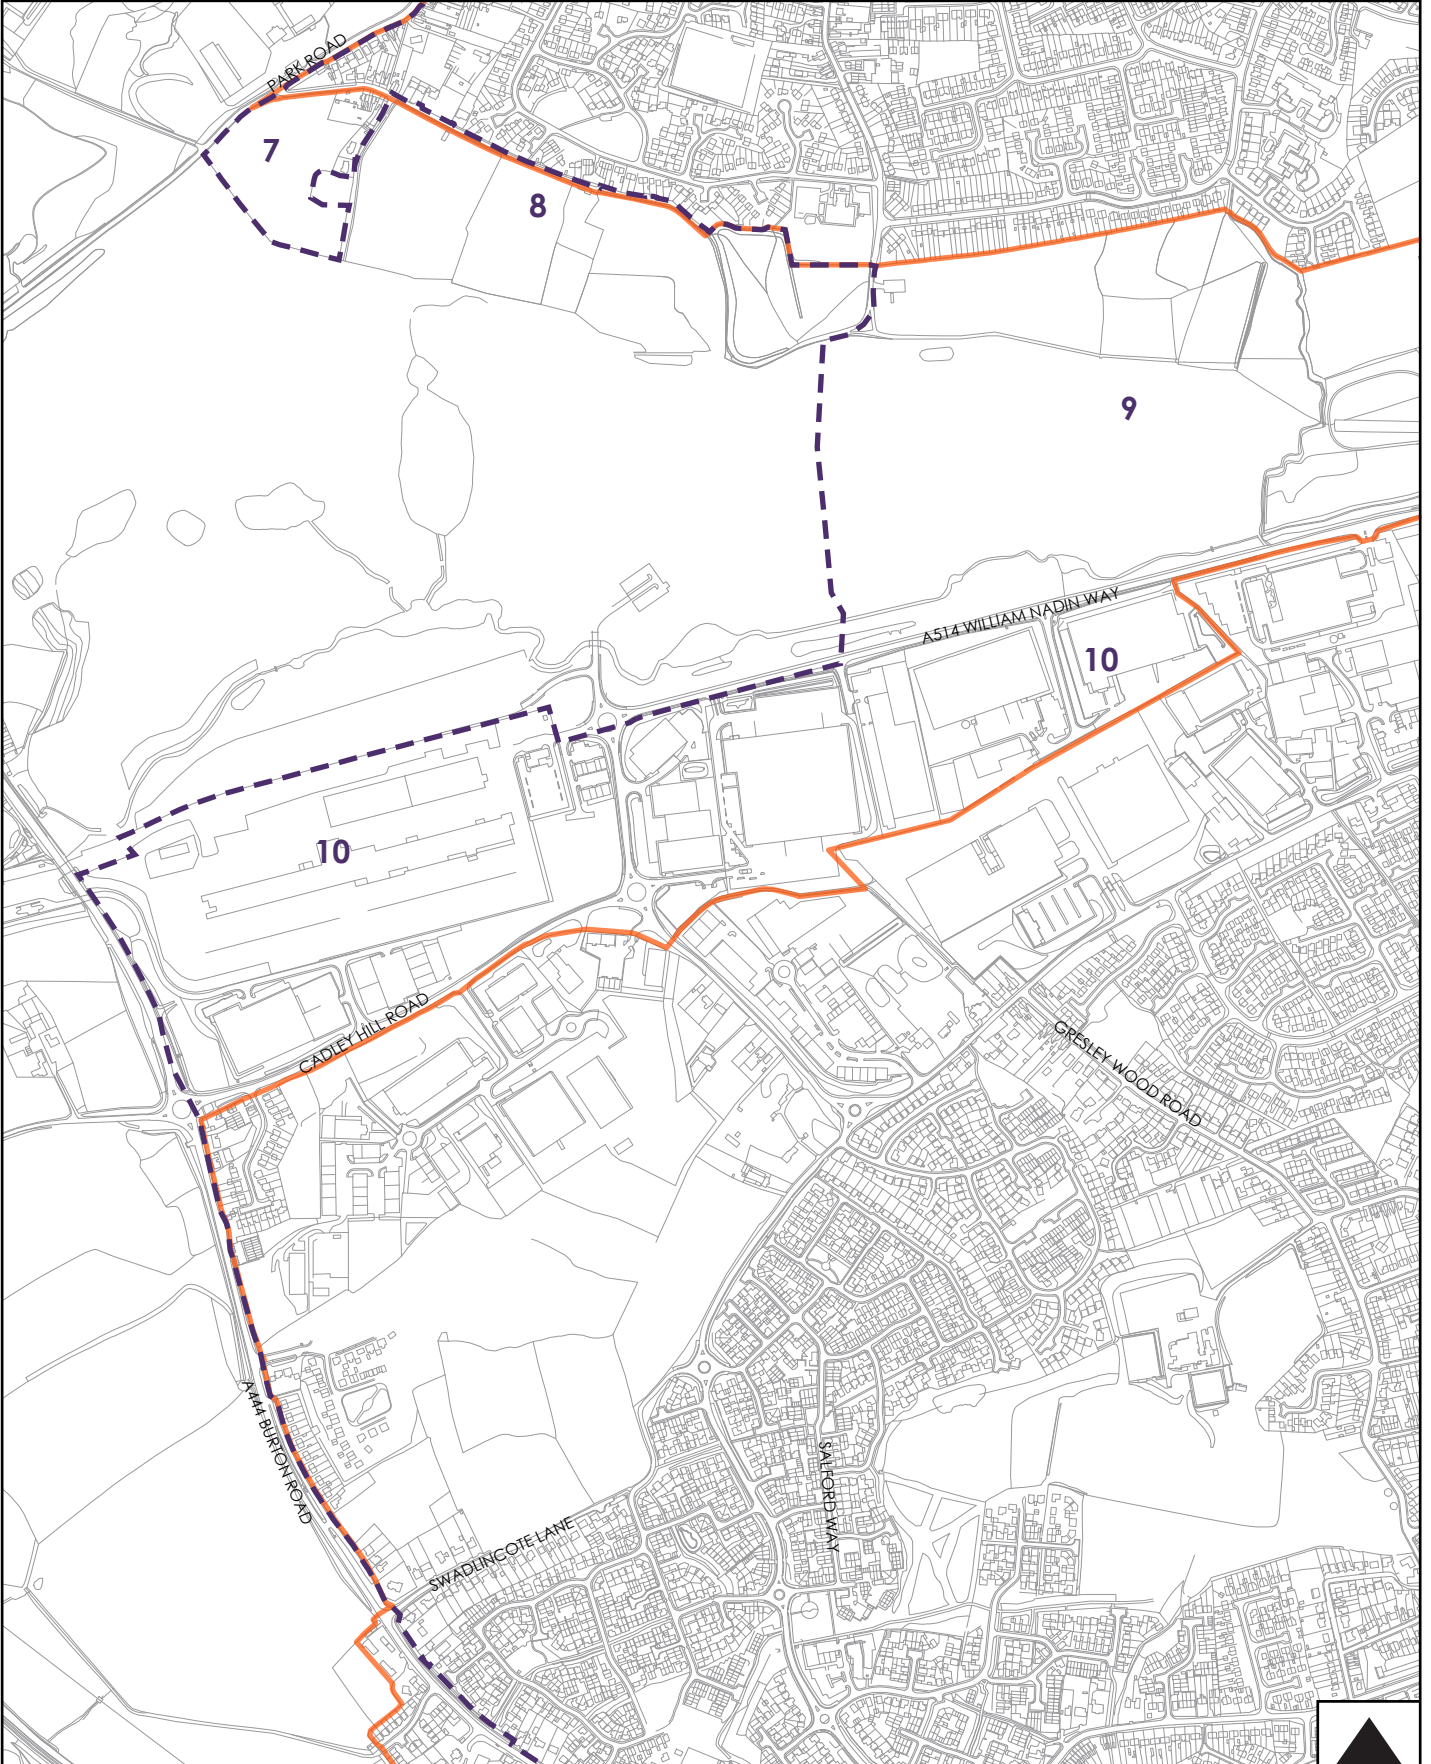 PARK ROAD
7
8
9
A514 WILLIAM NADIN WAY
10
10
CADLEY HILL ROAD
GRESLEY WOOD ROAD
A444 BURTON ROAD
SALFORD WAY
SWADLINCOTE LANE